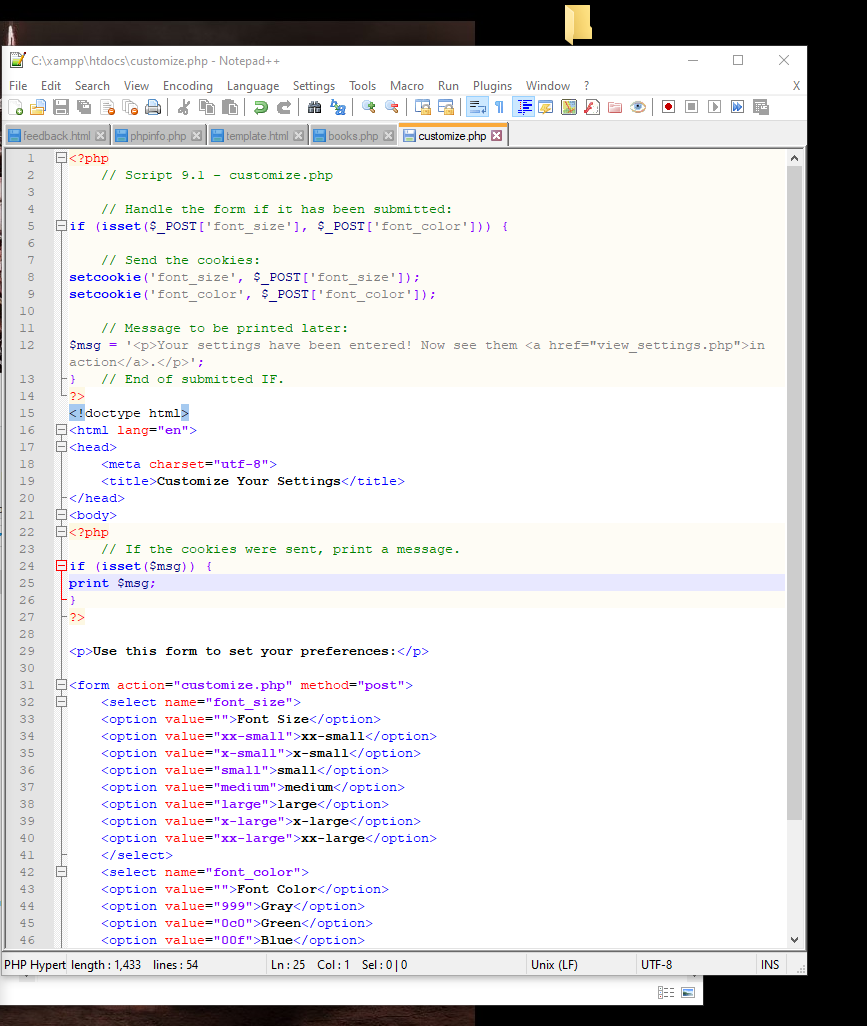 C:\xampp\htdocs\customize.php - Notepad++
File Edit Search View Encoding Language Settings Tools Macro Run Plugins Window ? X
feedback.html phpinfo.php template.html books.php customize.php
1 <?php
2 // Script 9.1 - customize.php
3
4 // Handle the form if it has been submitted:
5 if (isset($_POST['font_size'], $_POST['font_color'])) {
6
7 // Send the cookies:
8 setcookie('font_size', $_POST['font_size']);
9 setcookie('font_color', $_POST['font_color']);
10
11 // Message to be printed later:
12 $msg = '<p>Your settings have been entered! Now see them <a href="view_settings.php">in
action</a>.</p>';
13 } // End of submitted IF.
14 ?>
15 <!doctype html>
16 <html lang="en">
17 <head>
18 <meta charset="utf-8">
19 <title>Customize Your Settings</title>
20 </head>
21 <body>
22 <?php
23 // If the cookies were sent, print a message.
24 if (isset($msg)) {
25 print $msg;
26 }
27 ?>
28
29 <p>Use this form to set your preferences:</p>
30
31 <form action="customize.php" method="post">
32 <select name="font_size">
33 <option value="">Font Size</option>
34 <option value="xx-small">xx-small</option>
35 <option value="x-small">x-small</option>
36 <option value="small">small</option>
37 <option value="medium">medium</option>
38 <option value="large">large</option>
39 <option value="x-large">x-large</option>
40 <option value="xx-large">xx-large</option>
41 </select>
42 <select name="font_color">
43 <option value="">Font Color</option>
44 <option value="999">Gray</option>
45 <option value="0c0">Green</option>
46 <option value="00f">Blue</option>
PHP Hypert length : 1,433 lines : 54 Ln : 25 Col : 1 Sel : 0 | 0 Unix (LF) UTF-8 INS